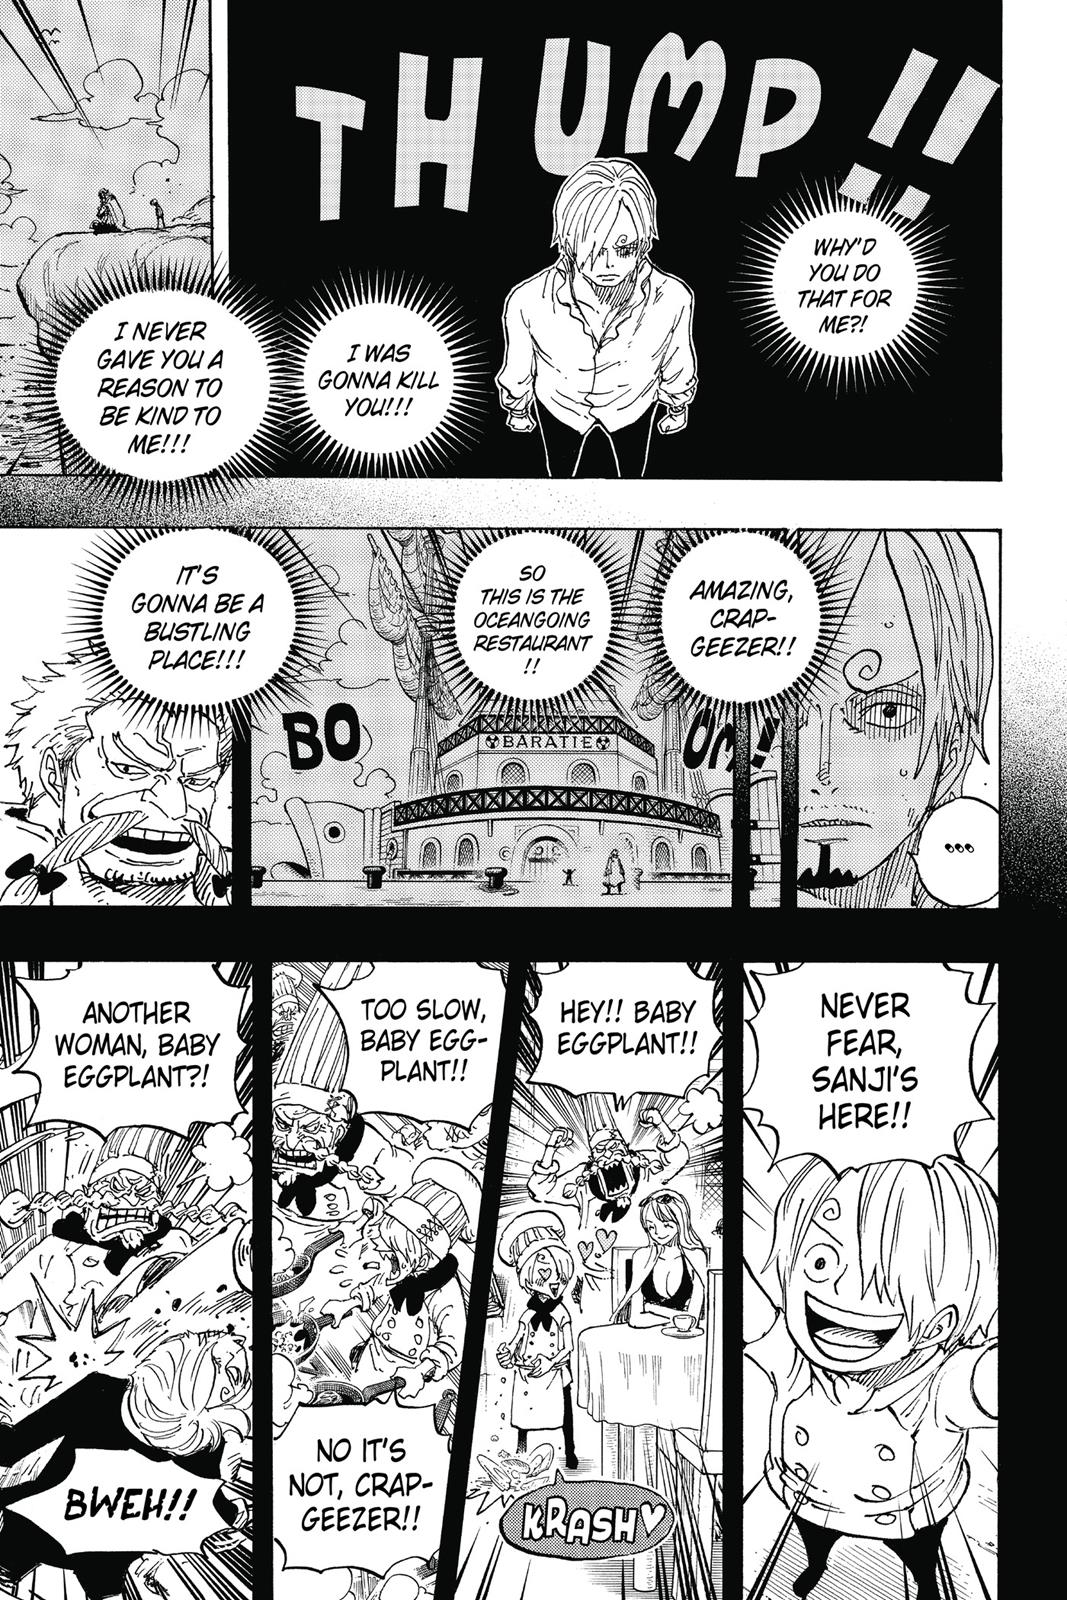 THUMP!!
WHY'D
YOU DO
THAT FOR
ME?!
I WAS
GONNA KILL
YOU!!!
I NEVER
GAVE YOU A
REASON TO
BE KIND TO
ME!!!
AMAZING,
CRAP-
GEEZER!!
SO
THIS IS THE
OCEANGOING
RESTAURANT
!!
IT'S
GONNA BE A
BUSTLING
PLACE!!!
BOOM!
BARATIE
...
NEVER
FEAR,
SANJI'S
HERE!!
HEY!! BABY
EGGPLANT!!
KRASH♥
TOO SLOW,
BABY EGG-
PLANT!!
NO IT'S
NOT, CRAP-
GEEZER!!
ANOTHER
WOMAN, BABY
EGGPLANT?!
BWEH!!